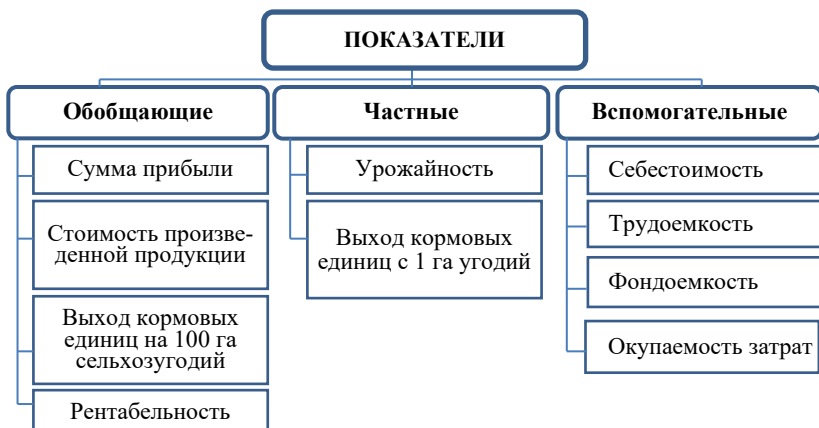 ПОКАЗАТЕЛИ
Обобщающие
Сумма прибыли
Стоимость произве-
денной продукции
Выход кормовых
единиц на 100 га
сельхозугодий
Рентабельность
Частные
Урожайность
Выход кормовых
единиц с 1 га угодий
Вспомогательные
Себестоимость
Трудоемкость
Фондоемкость
Окупаемость затрат